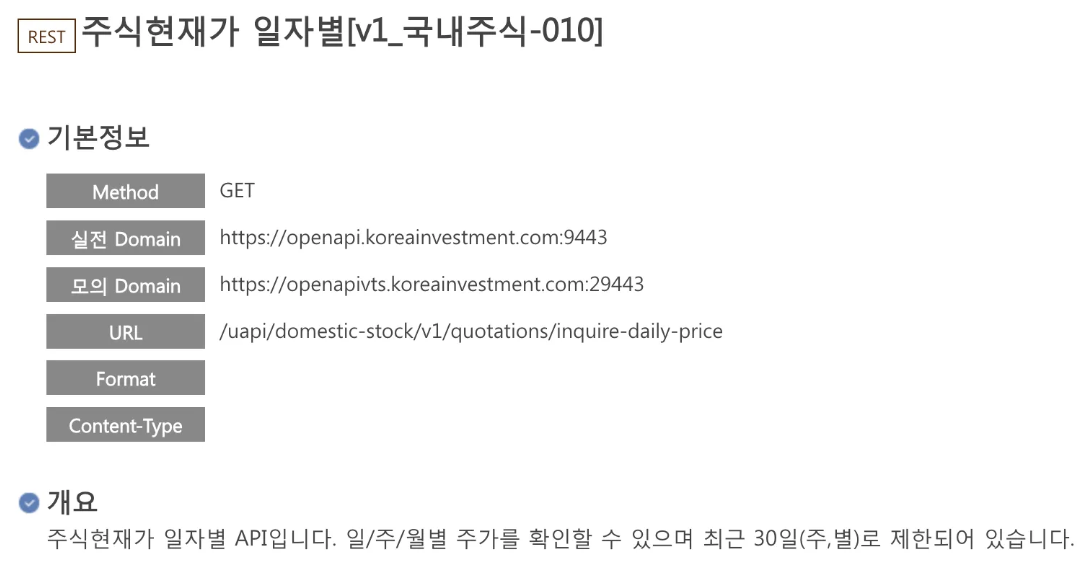 REST 주식현재가 일자별[v1_국내주식-010]
기본정보
Method GET
실전 Domain https://openapi.koreainvestment.com:9443
모의 Domain https://openapivts.koreainvestment.com:29443
URL /uapi/domestic-stock/v1/quotations/inquire-daily-price
Format
Content-Type
개요
주식현재가 일자별 API입니다. 일/주/월별 주가를 확인할 수 있으며 최근 30일(주,별)로 제한되어 있습니다.